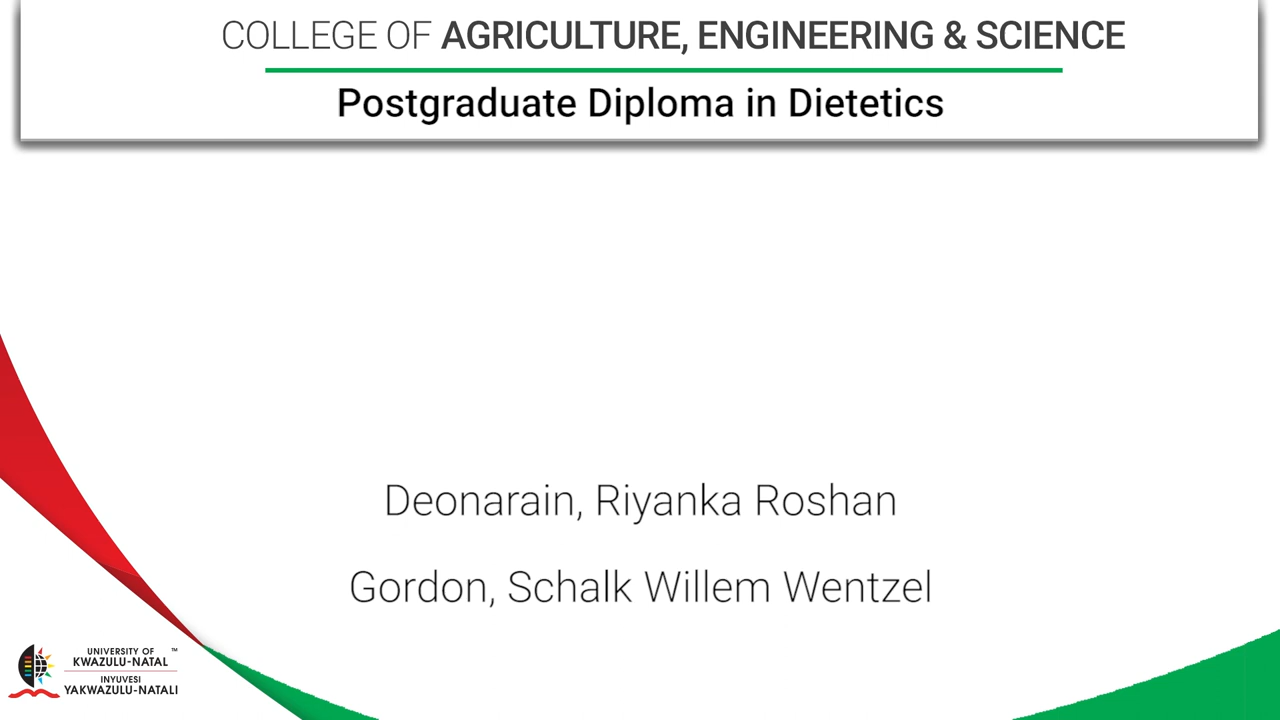 COLLEGE OF AGRICULTURE, ENGINEERING & SCIENCE
Postgraduate Diploma in Dietetics
Deonarain, Riyanka Roshan
Gordon, Schalk Willem Wentzel
UNIVERSITY OF ™
KWAZULU-NATAL
INYUVESI
YAKWAZULU-NATALI